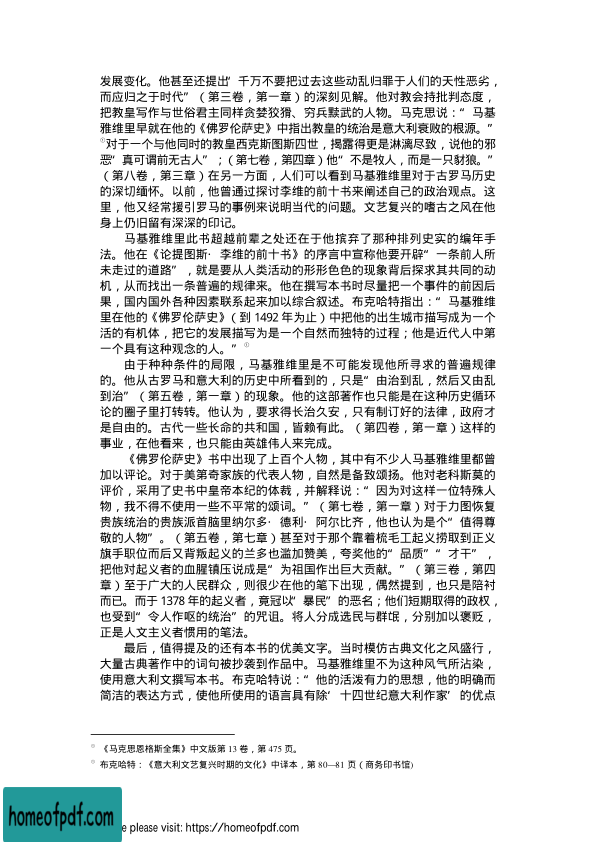 发展变化。他甚至还提出“千万不要把过去这些动乱归罪于人们的天性恶劣，
而应归之于时代”（第三卷，第一章）的深刻见解。他对教会持批判态度，
把教皇写作与世俗君主同样贪婪狡猾、穷兵黩武的人物。马克思说：“马基
雅维里早就在他的《佛罗伦萨史》中指出教皇的统治是意大利衰败的根源。”
①对于一个与他同时的教皇西克斯图斯四世，揭露得更是淋漓尽致，说他的邪
恶“真可谓前无古人”；（第七卷，第四章）他“不是牧人，而是一只豺狼。”
（第八卷，第三章）在另一方面，人们可以看到马基雅维里对于古罗马历史
的深切缅怀。以前，他曾通过探讨李维的前十书来阐述自己的政治观点。这
里，他又经常援引罗马的事例来说明当代的问题。文艺复兴的嗜古之风在他
身上仍旧留有深深的印记。
马基雅维里此书超越前辈之处还在于他摈弃了那种排列史实的编年手
法。他在《论提图斯·李维的前十书》的序言中宣称他要开辟“一条前人所
未走过的道路”，就是要从人类活动的形形色色的现象背后探求其共同的动
机，从而找出一条普遍的规律来。他在撰写本书时尽量把一个事件的前因后
果，国内国外各种因素联系起来加以综合叙述。布克哈特指出：“马基雅维
里在他的《佛罗伦萨史》(到 1492 年为止）中把他的出生城市描写成为一个
活的有机体，把它的发展描写为是一个自然而独特的过程；他是近代人中第
一个具有这种观念的人。”①
由于种种条件的局限，马基雅维里是不可能发现他所寻求的普遍规律
的。他从古罗马和意大利的历史中所看到的，只是“由治到乱，然后又由乱
到治”（第五卷，第一章）的现象。他的这部著作也只能是在这种历史循环
论的圈子里打转转。他认为，要求得长治久安，只有制订好的法律，政府才
是自由的。古代一些长命的共和国，皆赖有此。（第四卷，第一章）这样的
事业，在他看来，也只能由英雄伟人来完成。
《佛罗伦萨史》书中出现了上百个人物，其中有不少人马基雅维里都曾
加以评论。对于美第奇家族的代表人物，自然是备致颂扬。他对老科斯莫的
评价，采用了史书中皇帝本纪的体裁，并解释说：“因为对这样一位特殊人
物，我不得不使用一些不平常的颂词。”（第七卷，第一章）对于力图恢复
贵族统治的贵族派首脑里纳尔多·德利·阿尔比齐，他也认为是个“值得尊
敬的人物”。（第五卷，第七章）甚至对于那个靠着梳毛工起义捞取到正义
旗手职位而后又背叛起义的兰多也滥加赞美，夸奖他的“品质”“才干”，
把他对起义者的血腥镇压说成是“为祖国作出巨大贡献。”（第三卷，第四
章）至于广大的人民群众，则很少在他的笔下出现，偶然提到，也只是陪衬
而已。而于 1378 年的起义者，竟冠以“暴民”的恶名；他们短期取得的政权，
也受到“令人作呕的统治”的咒诅。将人分成选民与群氓，分别加以褒贬，
正是人文主义者惯用的笔法。
最后，值得提及的还有本书的优美文字。当时模仿古典文化之风盛行，
大量古典著作中的词句被抄袭到作品中。马基雅维里不为这种风气所沾染，
使用意大利文撰写本书。布克哈特说：“他的活泼有力的思想，他的明确而
简洁的表达方式，使他所使用的语言具有除‘十四世纪意大利作家’的优点
① 《马克思恩格斯全集》中文版第 13 卷，第 475 页。
① 布克哈特：《意大利文艺复兴时期的文化》中译本，第 80—81 页（商务印书馆)
homeofpdf.com
e please visit: https://homeofpdf.com